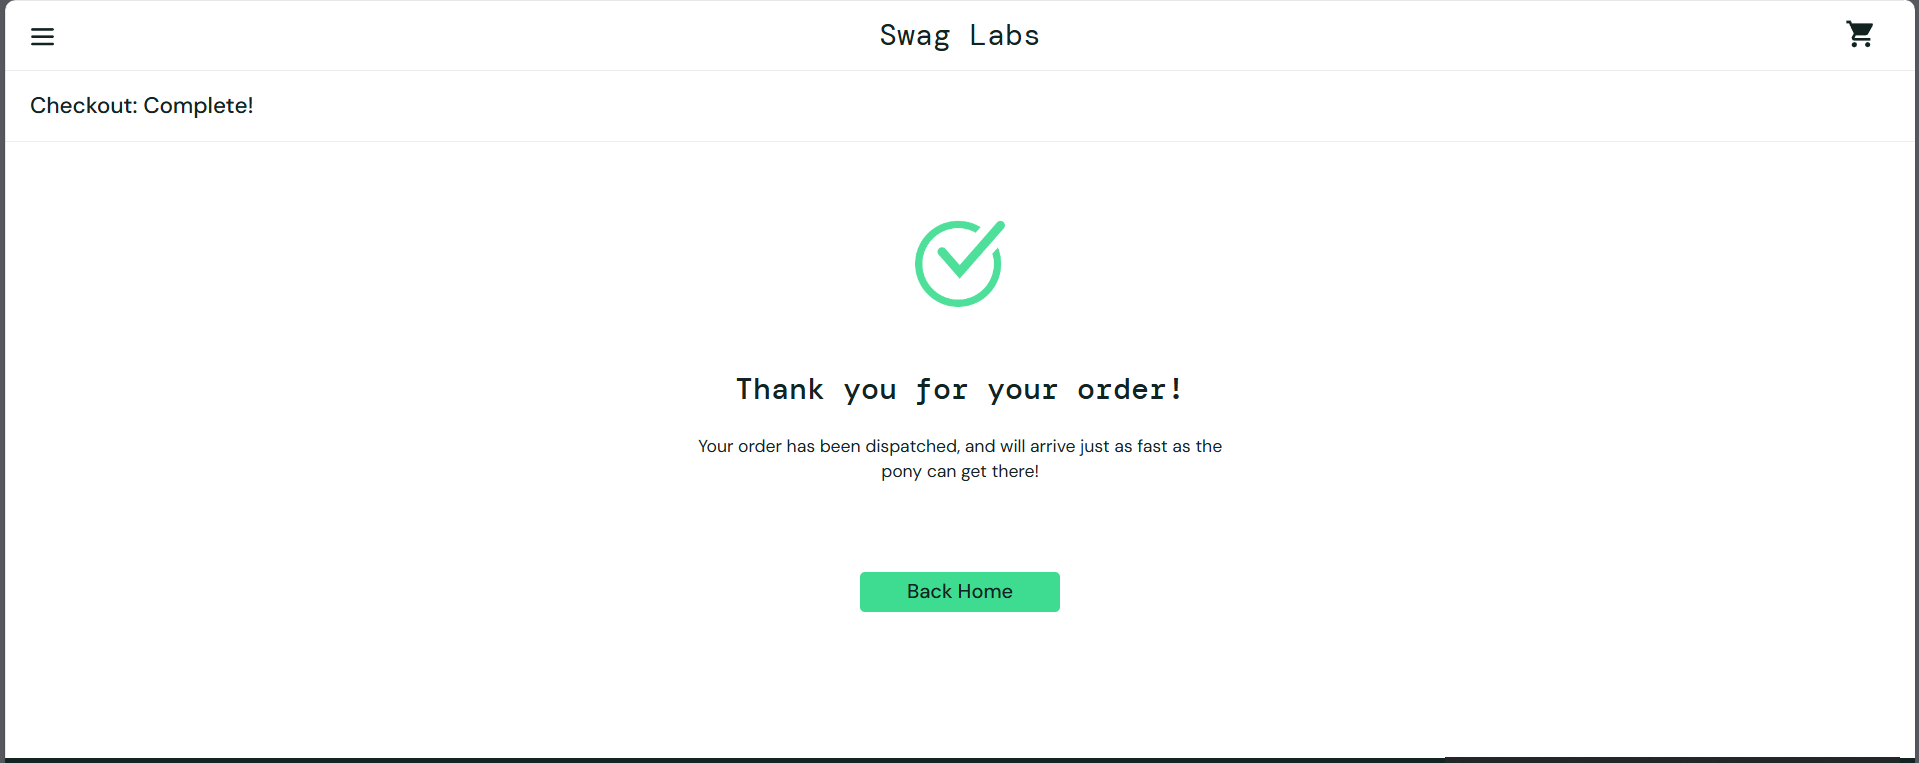 Swag Labs
Checkout: Complete!
Thank you for your order!
Your order has been dispatched, and will arrive just as fast as the
pony can get there!
Back Home